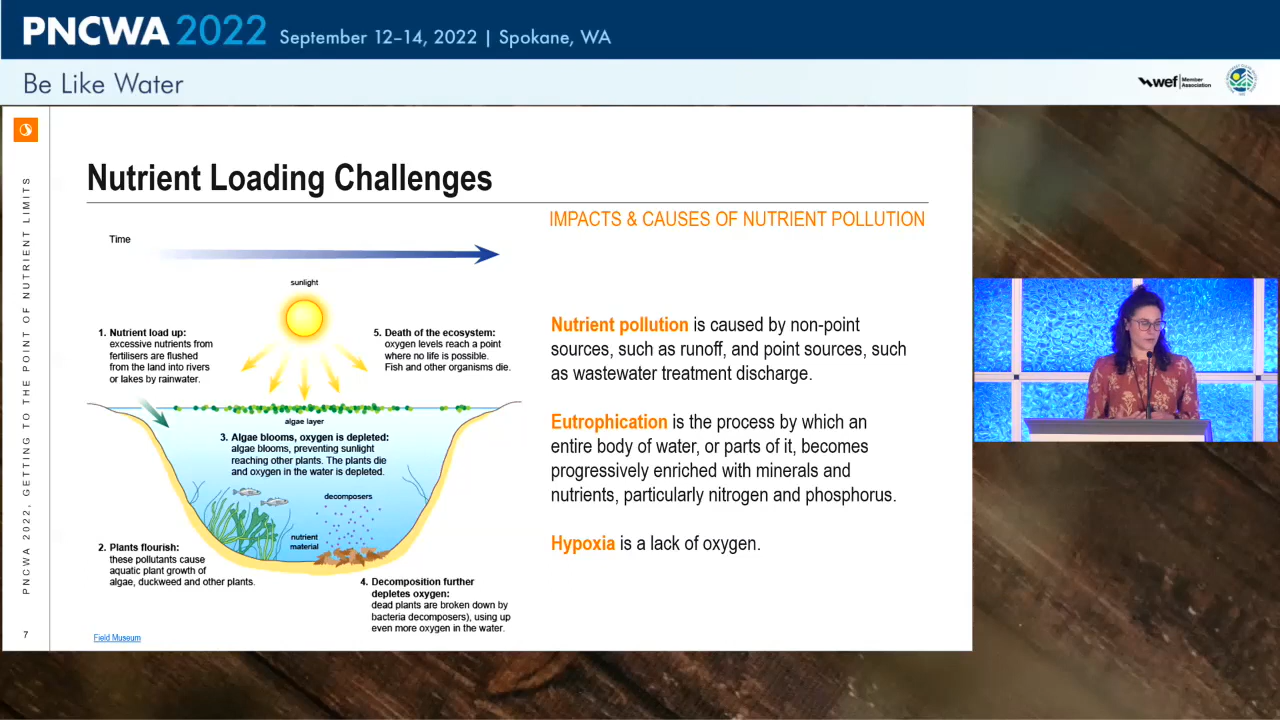 PNCWA 2022 September 12–14, 2022 | Spokane, WA
Be Like Water
wef Member
Association
PNCWA 2022, GETTING TO THE POINT OF NUTRIENT LIMITS
7
Nutrient Loading Challenges
IMPACTS & CAUSES OF NUTRIENT POLLUTION
Time
sunlight
1. Nutrient load up:
excessive nutrients from
fertilisers are flushed
from the land into rivers
or lakes by rainwater.
5. Death of the ecosystem:
oxygen levels reach a point
where no life is possible.
Fish and other organisms die.
algae layer
3. Algae blooms, oxygen is depleted:
algae blooms, preventing sunlight
reaching other plants. The plants die
and oxygen in the water is depleted.
decomposers
nutrient
material
2. Plants flourish:
these pollutants cause
aquatic plant growth of
algae, duckweed and other plants.
4. Decomposition further
depletes oxygen:
dead plants are broken down by
bacteria decomposers), using up
even more oxygen in the water.
Field Museum
Nutrient pollution is caused by non-point
sources, such as runoff, and point sources, such
as wastewater treatment discharge.
Eutrophication is the process by which an
entire body of water, or parts of it, becomes
progressively enriched with minerals and
nutrients, particularly nitrogen and phosphorus.
Hypoxia is a lack of oxygen.